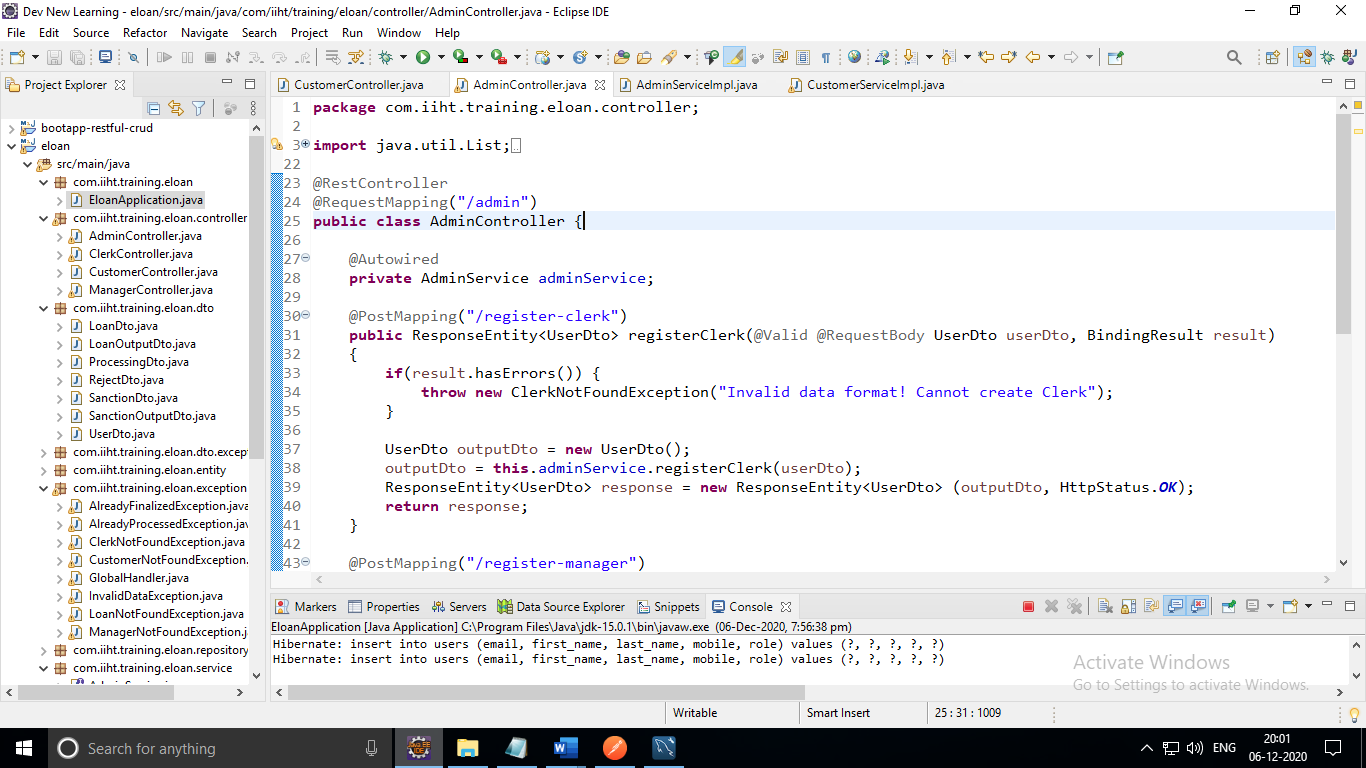 Dev New Learning - eloan/src/main/java/com/iiht/training/eloan/controller/AdminController.java - Eclipse IDE
File Edit Source Refactor Navigate Search Project Run Window Help
Project Explorer
bootapp-restful-crud
eloan
src/main/java
com.iiht.training.eloan
EloanApplication.java
com.iiht.training.eloan.controller
AdminController.java
ClerkController.java
CustomerController.java
ManagerController.java
com.iiht.training.eloan.dto
LoanDto.java
LoanOutputDto.java
ProcessingDto.java
RejectDto.java
SanctionDto.java
SanctionOutputDto.java
UserDto.java
com.iiht.training.eloan.dto.excep
com.iiht.training.eloan.entity
com.iiht.training.eloan.exception
AlreadyFinalizedException.java
AlreadyProcessedException.jav
ClerkNotFoundException.java
CustomerNotFoundException.
GlobalHandler.java
InvalidDataException.java
LoanNotFoundException.java
ManagerNotFoundException.j
com.iiht.training.eloan.repository
com.iiht.training.eloan.service
CustomerController.java AdminController.java AdminServiceImpl.java CustomerServiceImpl.java
1 package com.iiht.training.eloan.controller;
2
3 import java.util.List;
22
23 @RestController
24 @RequestMapping("/admin")
25 public class AdminController {
26
27 @Autowired
28 private AdminService adminService;
29
30 @PostMapping("/register-clerk")
31 public ResponseEntity<UserDto> registerClerk(@Valid @RequestBody UserDto userDto, BindingResult result)
32 {
33 if(result.hasErrors()) {
34 throw new ClerkNotFoundException("Invalid data format! Cannot create Clerk");
35 }
36
37 UserDto outputDto = new UserDto();
38 outputDto = this.adminService.registerClerk(userDto);
39 ResponseEntity<UserDto> response = new ResponseEntity<UserDto> (outputDto, HttpStatus.OK);
40 return response;
41 }
42
43 @PostMapping("/register-manager")
Markers Properties Servers Data Source Explorer Snippets Console
EloanApplication [Java Application] C:\Program Files\Java\jdk-15.0.1\bin\javaw.exe (06-Dec-2020, 7:56:38 pm)
Hibernate: insert into users (email, first_name, last_name, mobile, role) values (?, ?, ?, ?, ?)
Hibernate: insert into users (email, first_name, last_name, mobile, role) values (?, ?, ?, ?, ?)
Activate Windows
Go to Settings to activate Windows.
Writable Smart Insert 25 : 31 : 1009
Search for anything
ENG
20:01
06-12-2020